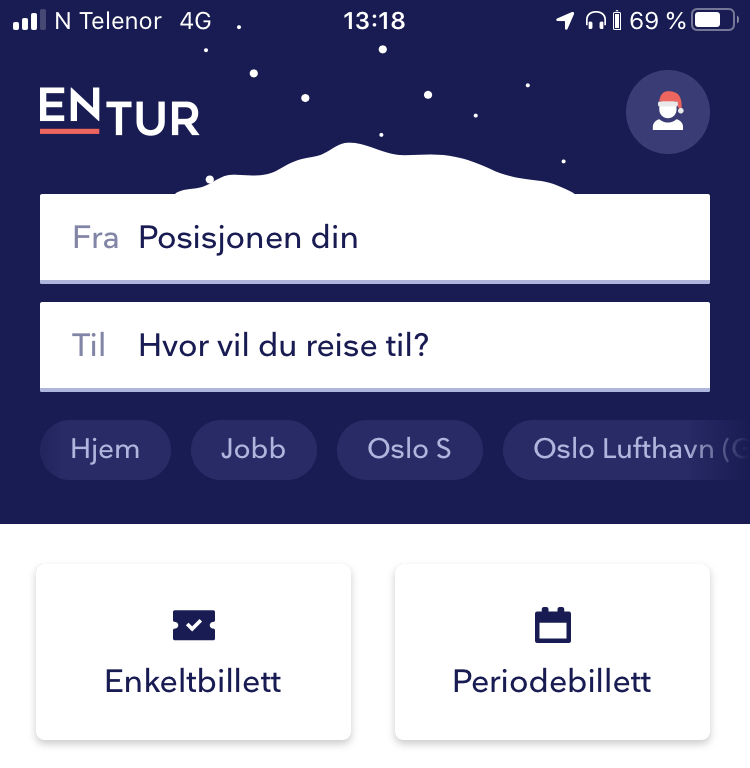 N Telenor 4G 13:18 69 %
ENTUR
Fra Posisjonen din
Til Hvor vil du reise til?
Hjem Jobb Oslo S Oslo Lufthavn (
Enkeltbillett Periodebillett